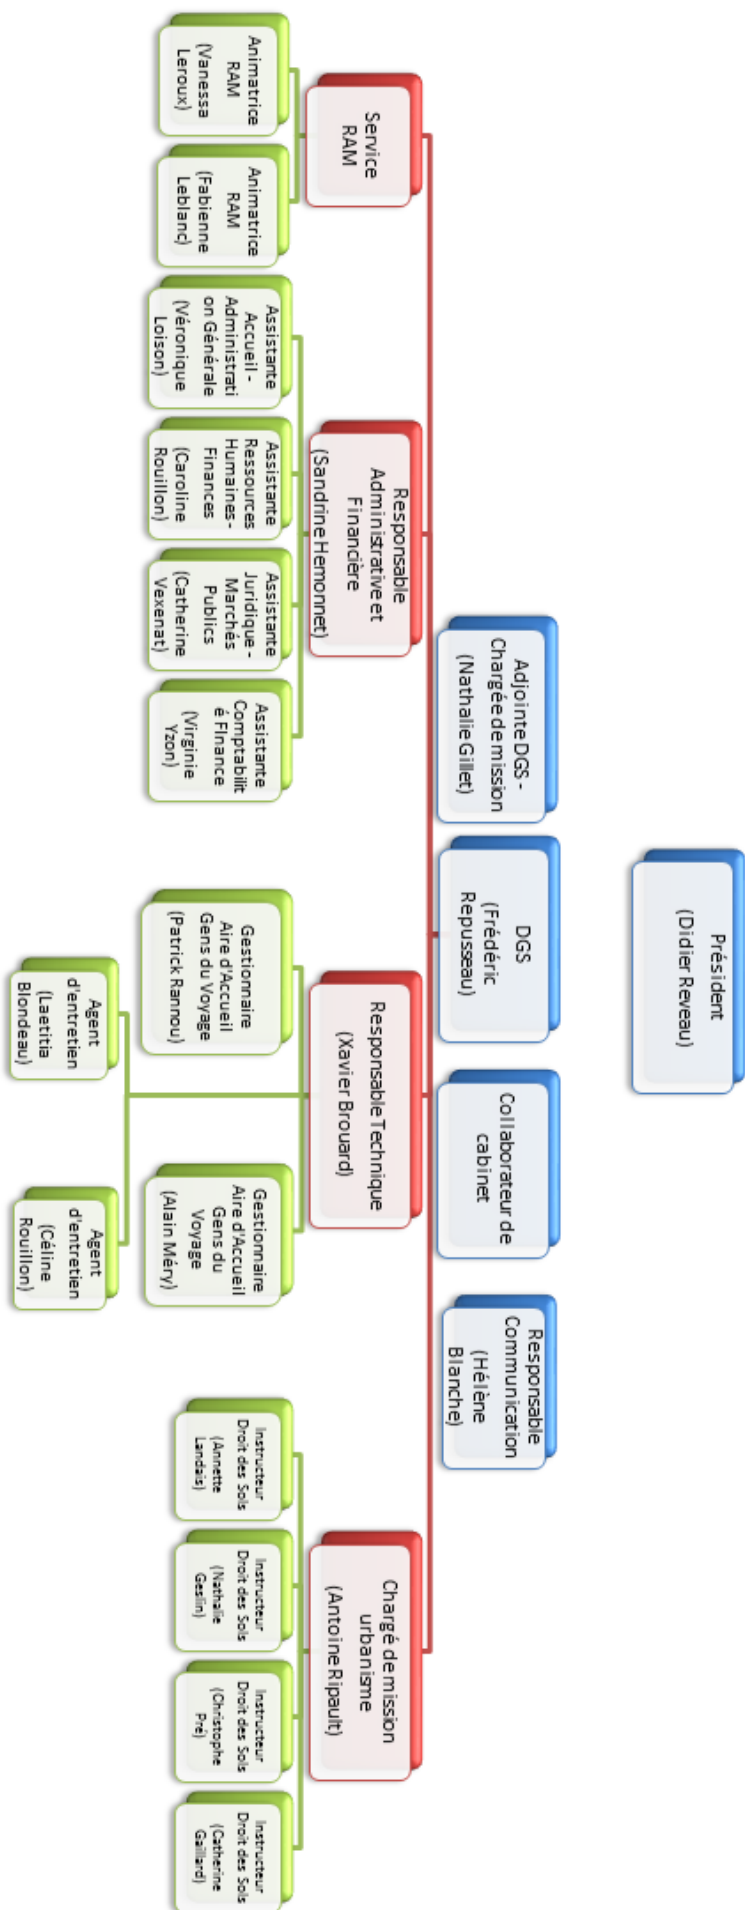 Président
(Didier Reveau)
Adjointe DGS -
Chargée de mission
(Nathalie Gillet)
DGS
(Frédéric
Repusseau)
Collaborateur de
cabinet
Responsable
Communication
(Hélène
Blanche)
Service
RAM
Responsable
Administrative et
Financière
(Sandrine Hemonnet)
Responsable Technique
(Xavier Brouard)
Chargé de mission
urbanisme
(Antoine Ripault)
Animatrice
RAM
(Vanessa
Leroux)
Animatrice
RAM
(Fabienne
Leblanc)
Assistante
Accueil -
Administrati
on Générale
(Véronique
Loison)
Assistante
Ressources
Humaines-
Finances
(Caroline
Rouillon)
Assistante
Juridique -
Marchés
Publics
(Catherine
Vexenat)
Assistante
Comptabilit
é FInance
(Virginie
Yzon)
Gestionnaire
Aire d'Accueil
Gens du Voyage
(Patrick Rannou)
Gestionnaire
Aire d'Accueil
Gens du
Voyage
(Alain Méry)
Instructeur
Droit des Sols
(Annette
Landais)
Instructeur
Droit des Sols
(Nathalie
Geslin)
Instructeur
Droit des Sols
(Christophe
Pré)
Instructeur
Droit des Sols
(Catherine
Gaillard)
Agent
d'entretien
(Laetitia
Blondeau)
Agent
d'entretien
(Céline
Rouillon)